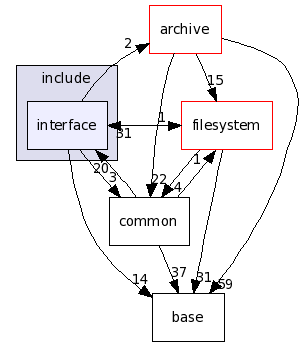 archive
2
include
15
interface
1
31
filesystem
20
3
1
4
22
common
37
14
31
59
base